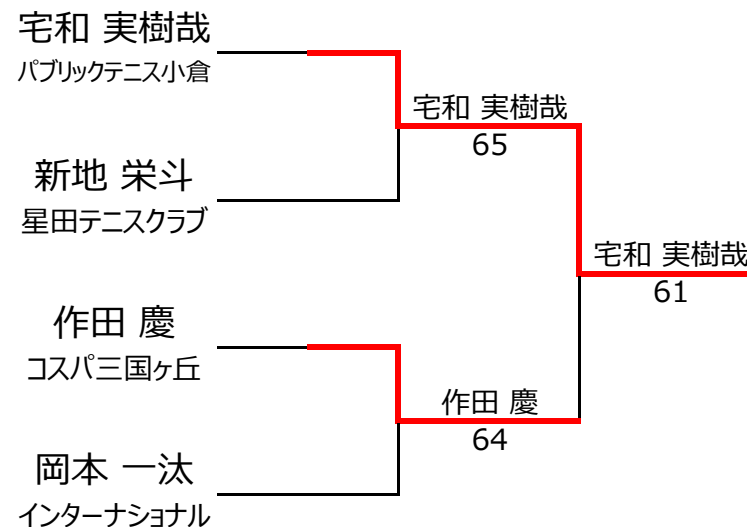 宅和 実樹哉
パブリックテニス小倉
宅和 実樹哉
65
新地 栄斗
星田テニスクラブ
宅和 実樹哉
61
作田 慶
コスパ三国ヶ丘
作田 慶
64
岡本 一汰
インターナショナル